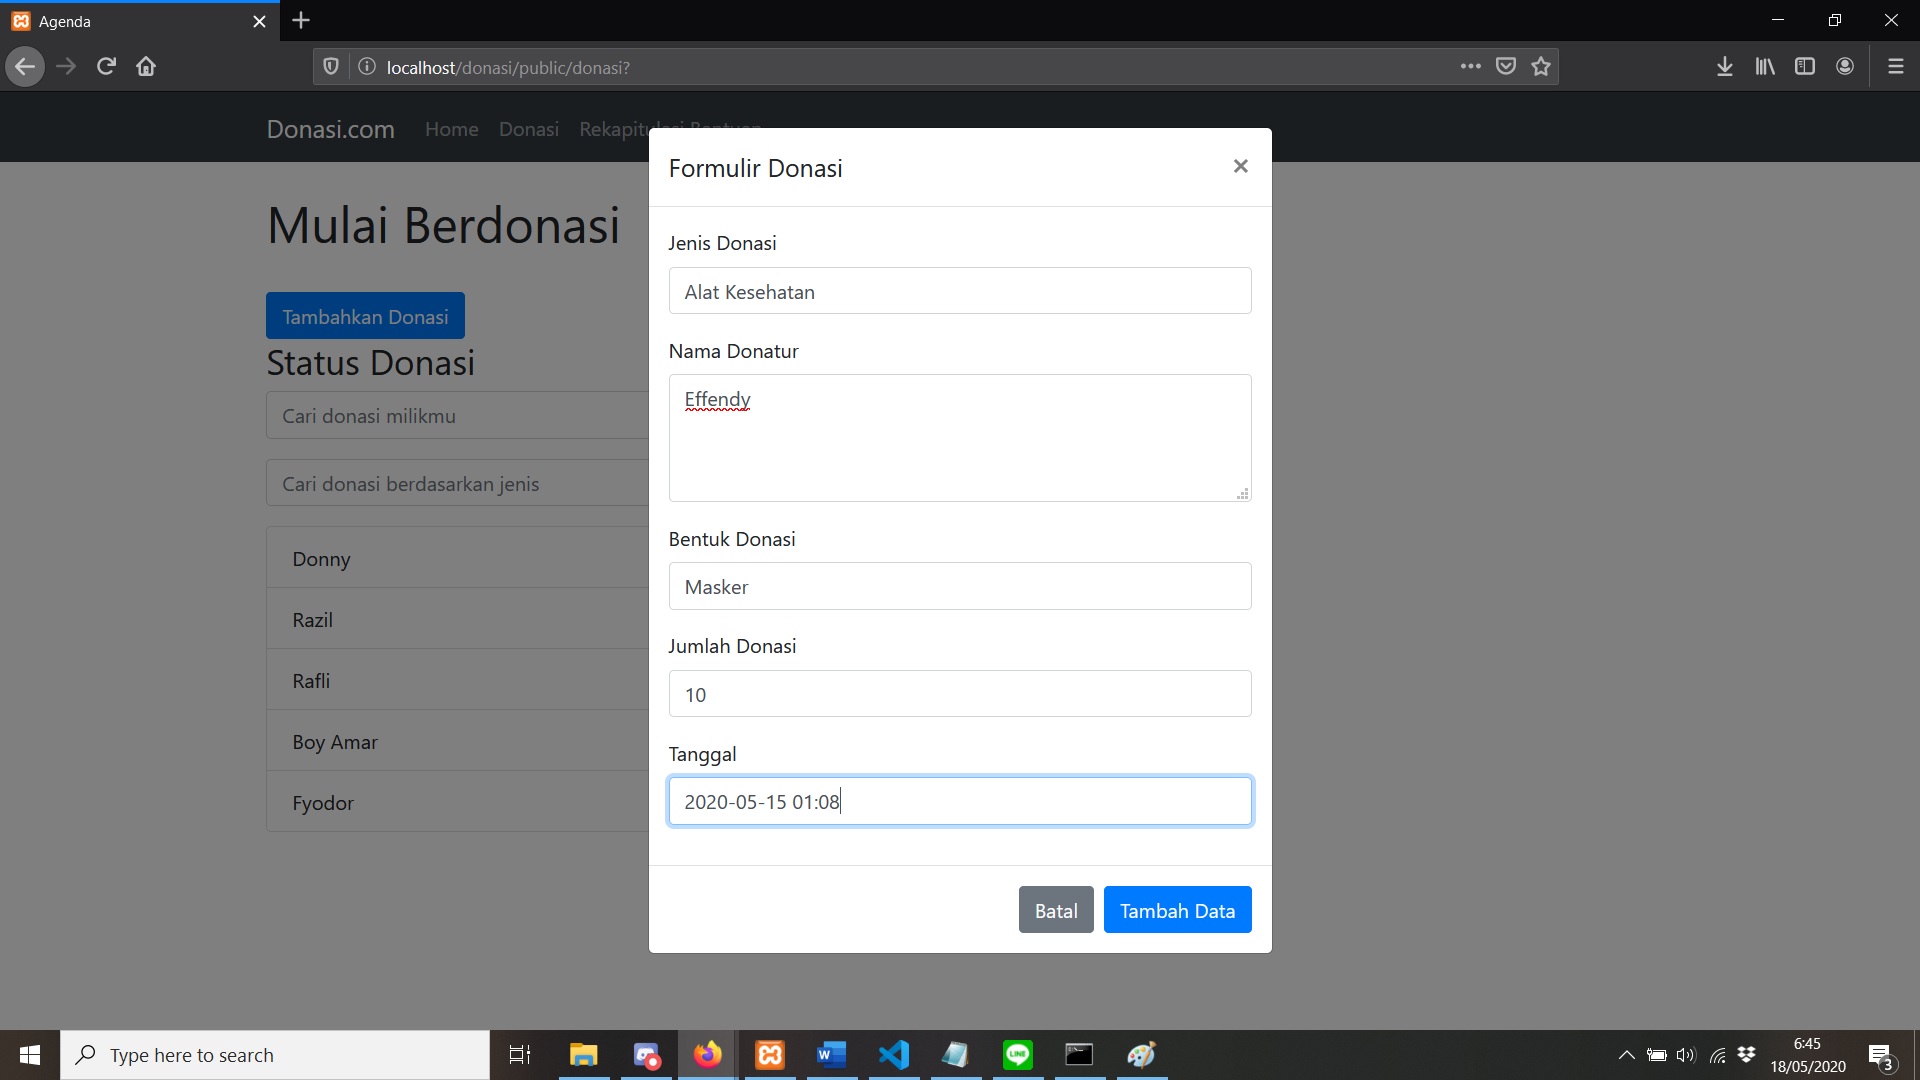 Agenda
localhost/donasi/public/donasi?
Donasi.com Home Donasi Rekapitulasi Bantuan
Formulir Donasi
Mulai Berdonasi
Jenis Donasi
Alat Kesehatan
Tambahkan Donasi
Nama Donatur
Status Donasi
Effendy
Cari donasi milikmu
Cari donasi berdasarkan jenis
Bentuk Donasi
Donny
Masker
Razil
Jumlah Donasi
Rafli
10
Boy Amar
Tanggal
Fyodor
2020-05-15 01:08
Batal Tambah Data
Type here to search
6:45
18/05/2020
3